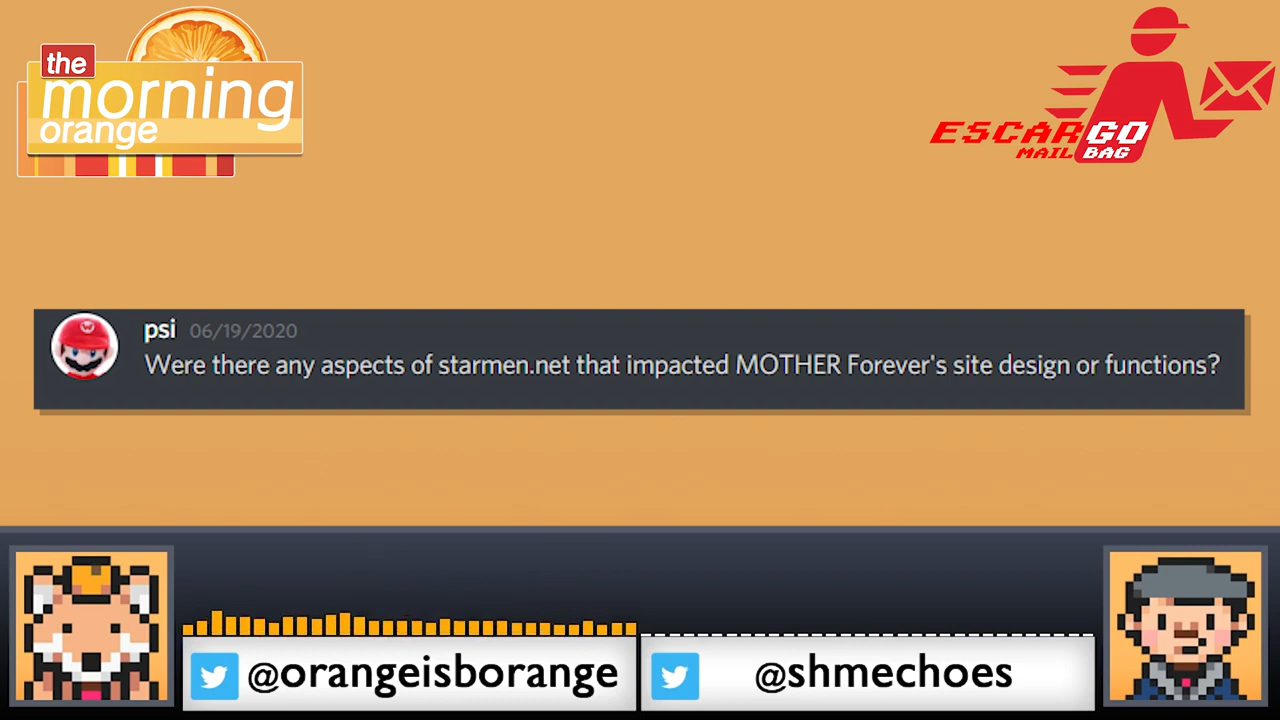 the
morning
orange
ESCARGO
MAIL BAG
psi 06/19/2020
Were there any aspects of starmen.net that impacted MOTHER Forever's site design or functions?
@orangeisborange
@shmechoes